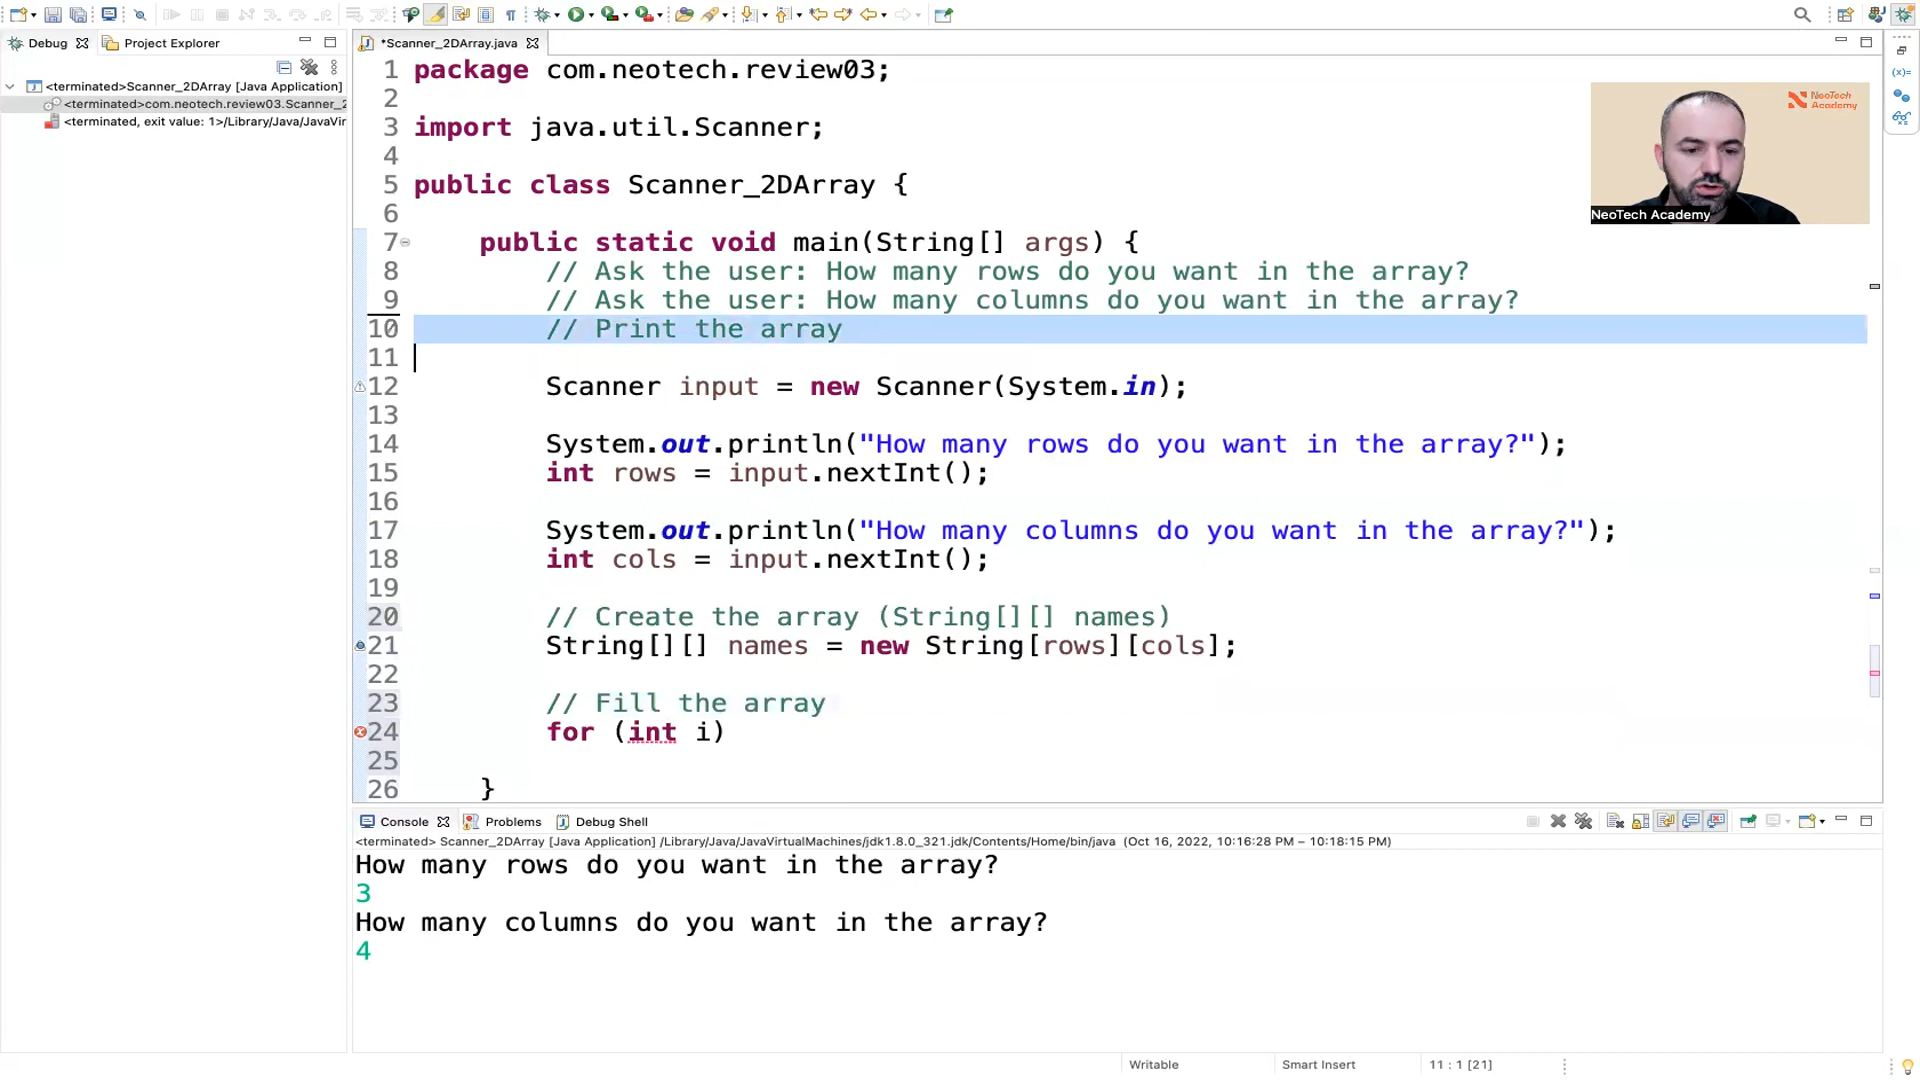 Debug
Project Explorer
*Scanner_2DArray.java
<terminated>Scanner_2DArray [Java Application]
<terminated>com.neotech.review03.Scanner_2
<terminated, exit value: 1>/Library/Java/JavaVir
1 package com.neotech.review03;
2
3 import java.util.Scanner;
4
5 public class Scanner_2DArray {
6
7 public static void main(String[] args) {
8 // Ask the user: How many rows do you want in the array?
9 // Ask the user: How many columns do you want in the array?
10 // Print the array
11
12 Scanner input = new Scanner(System.in);
13
14 System.out.println("How many rows do you want in the array?");
15 int rows = input.nextInt();
16
17 System.out.println("How many columns do you want in the array?");
18 int cols = input.nextInt();
19
20 // Create the array (String[][] names)
21 String[][] names = new String[rows][cols];
22
23 // Fill the array
24 for (int i)
25
26 }
NeoTech
Academy
NeoTech Academy
(x)=
Console
Problems
Debug Shell
<terminated> Scanner_2DArray [Java Application] /Library/Java/JavaVirtualMachines/jdk1.8.0_321.jdk/Contents/Home/bin/java (Oct 16, 2022, 10:16:28 PM – 10:18:15 PM)
How many rows do you want in the array?
3
How many columns do you want in the array?
4
Writable
Smart Insert
11 : 1 [21]